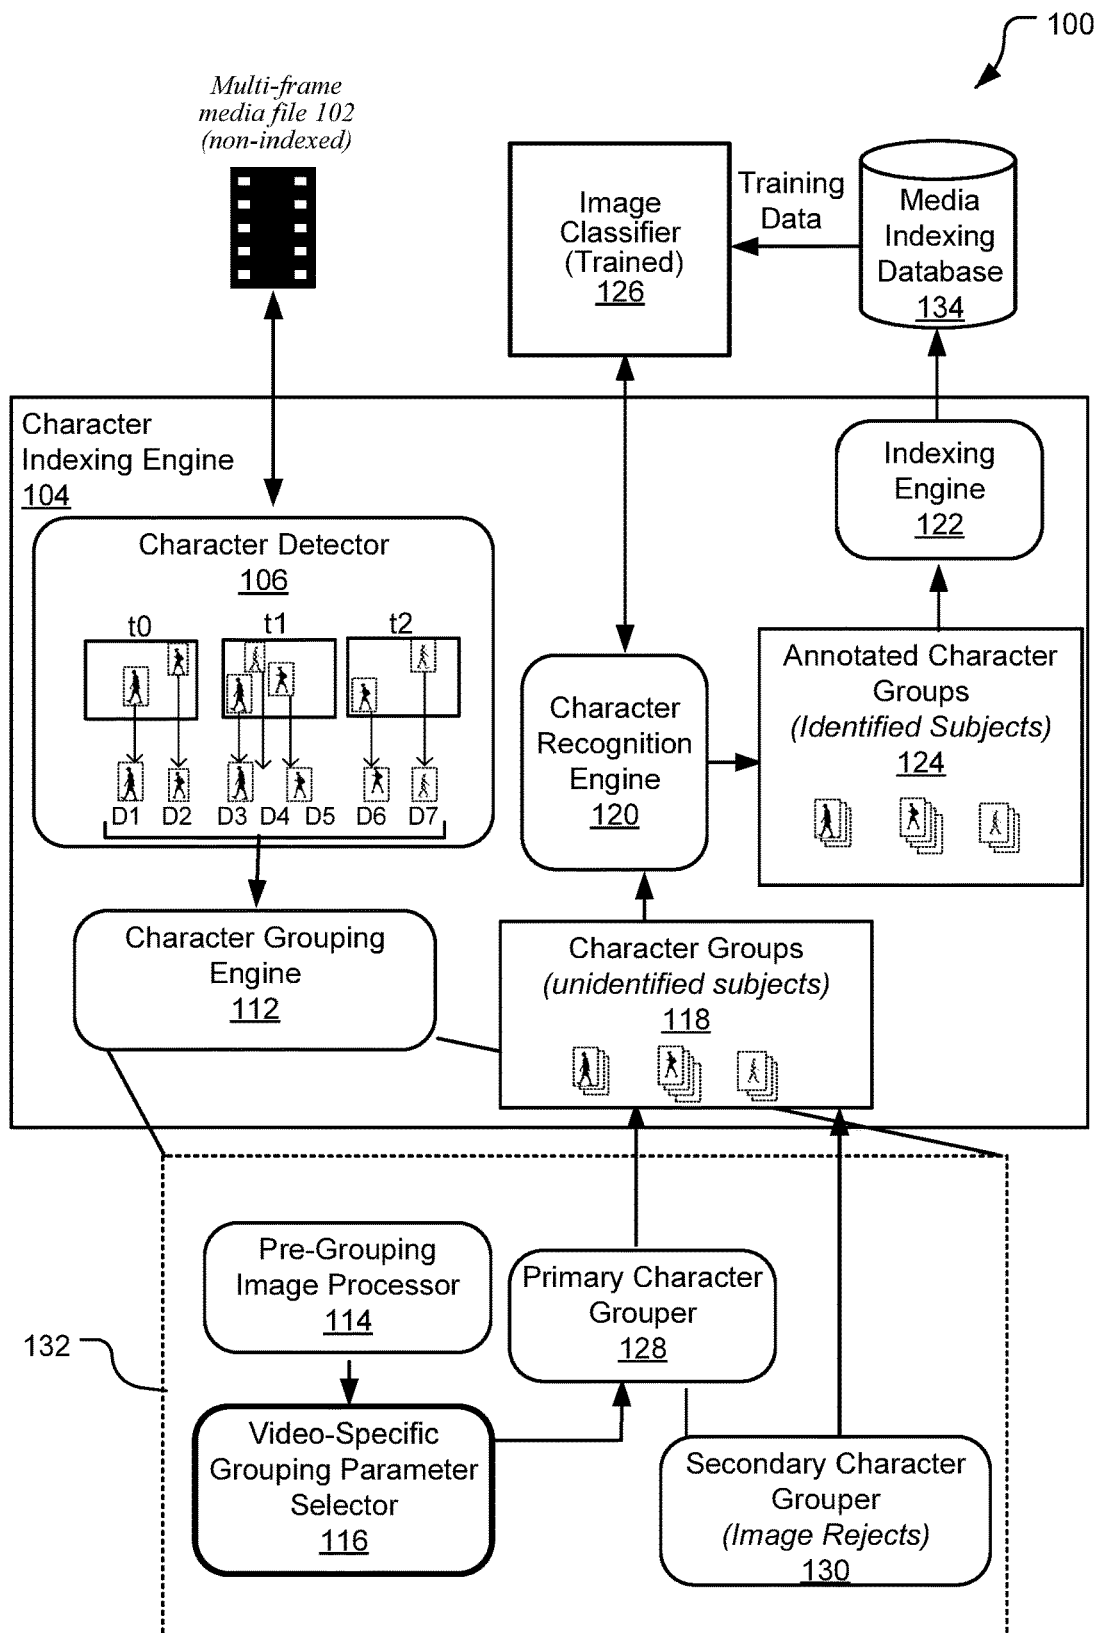 100
Multi-frame
media file 102
(non-indexed)
Image
Classifier
(Trained)
126
Training
Data
Media
Indexing
Database
134
Character
Indexing Engine
104
Indexing
Engine
122
Character Detector
106
t0 t1 t2
D1 D2 D3 D4 D5 D6 D7
Character
Recognition
Engine
120
Annotated Character
Groups
(Identified Subjects)
124
Character Grouping
Engine
112
Character Groups
(unidentified subjects)
118
132
Pre-Grouping
Image Processor
114
Primary Character
Grouper
128
Video-Specific
Grouping Parameter
Selector
116
Secondary Character
Grouper
(Image Rejects)
130